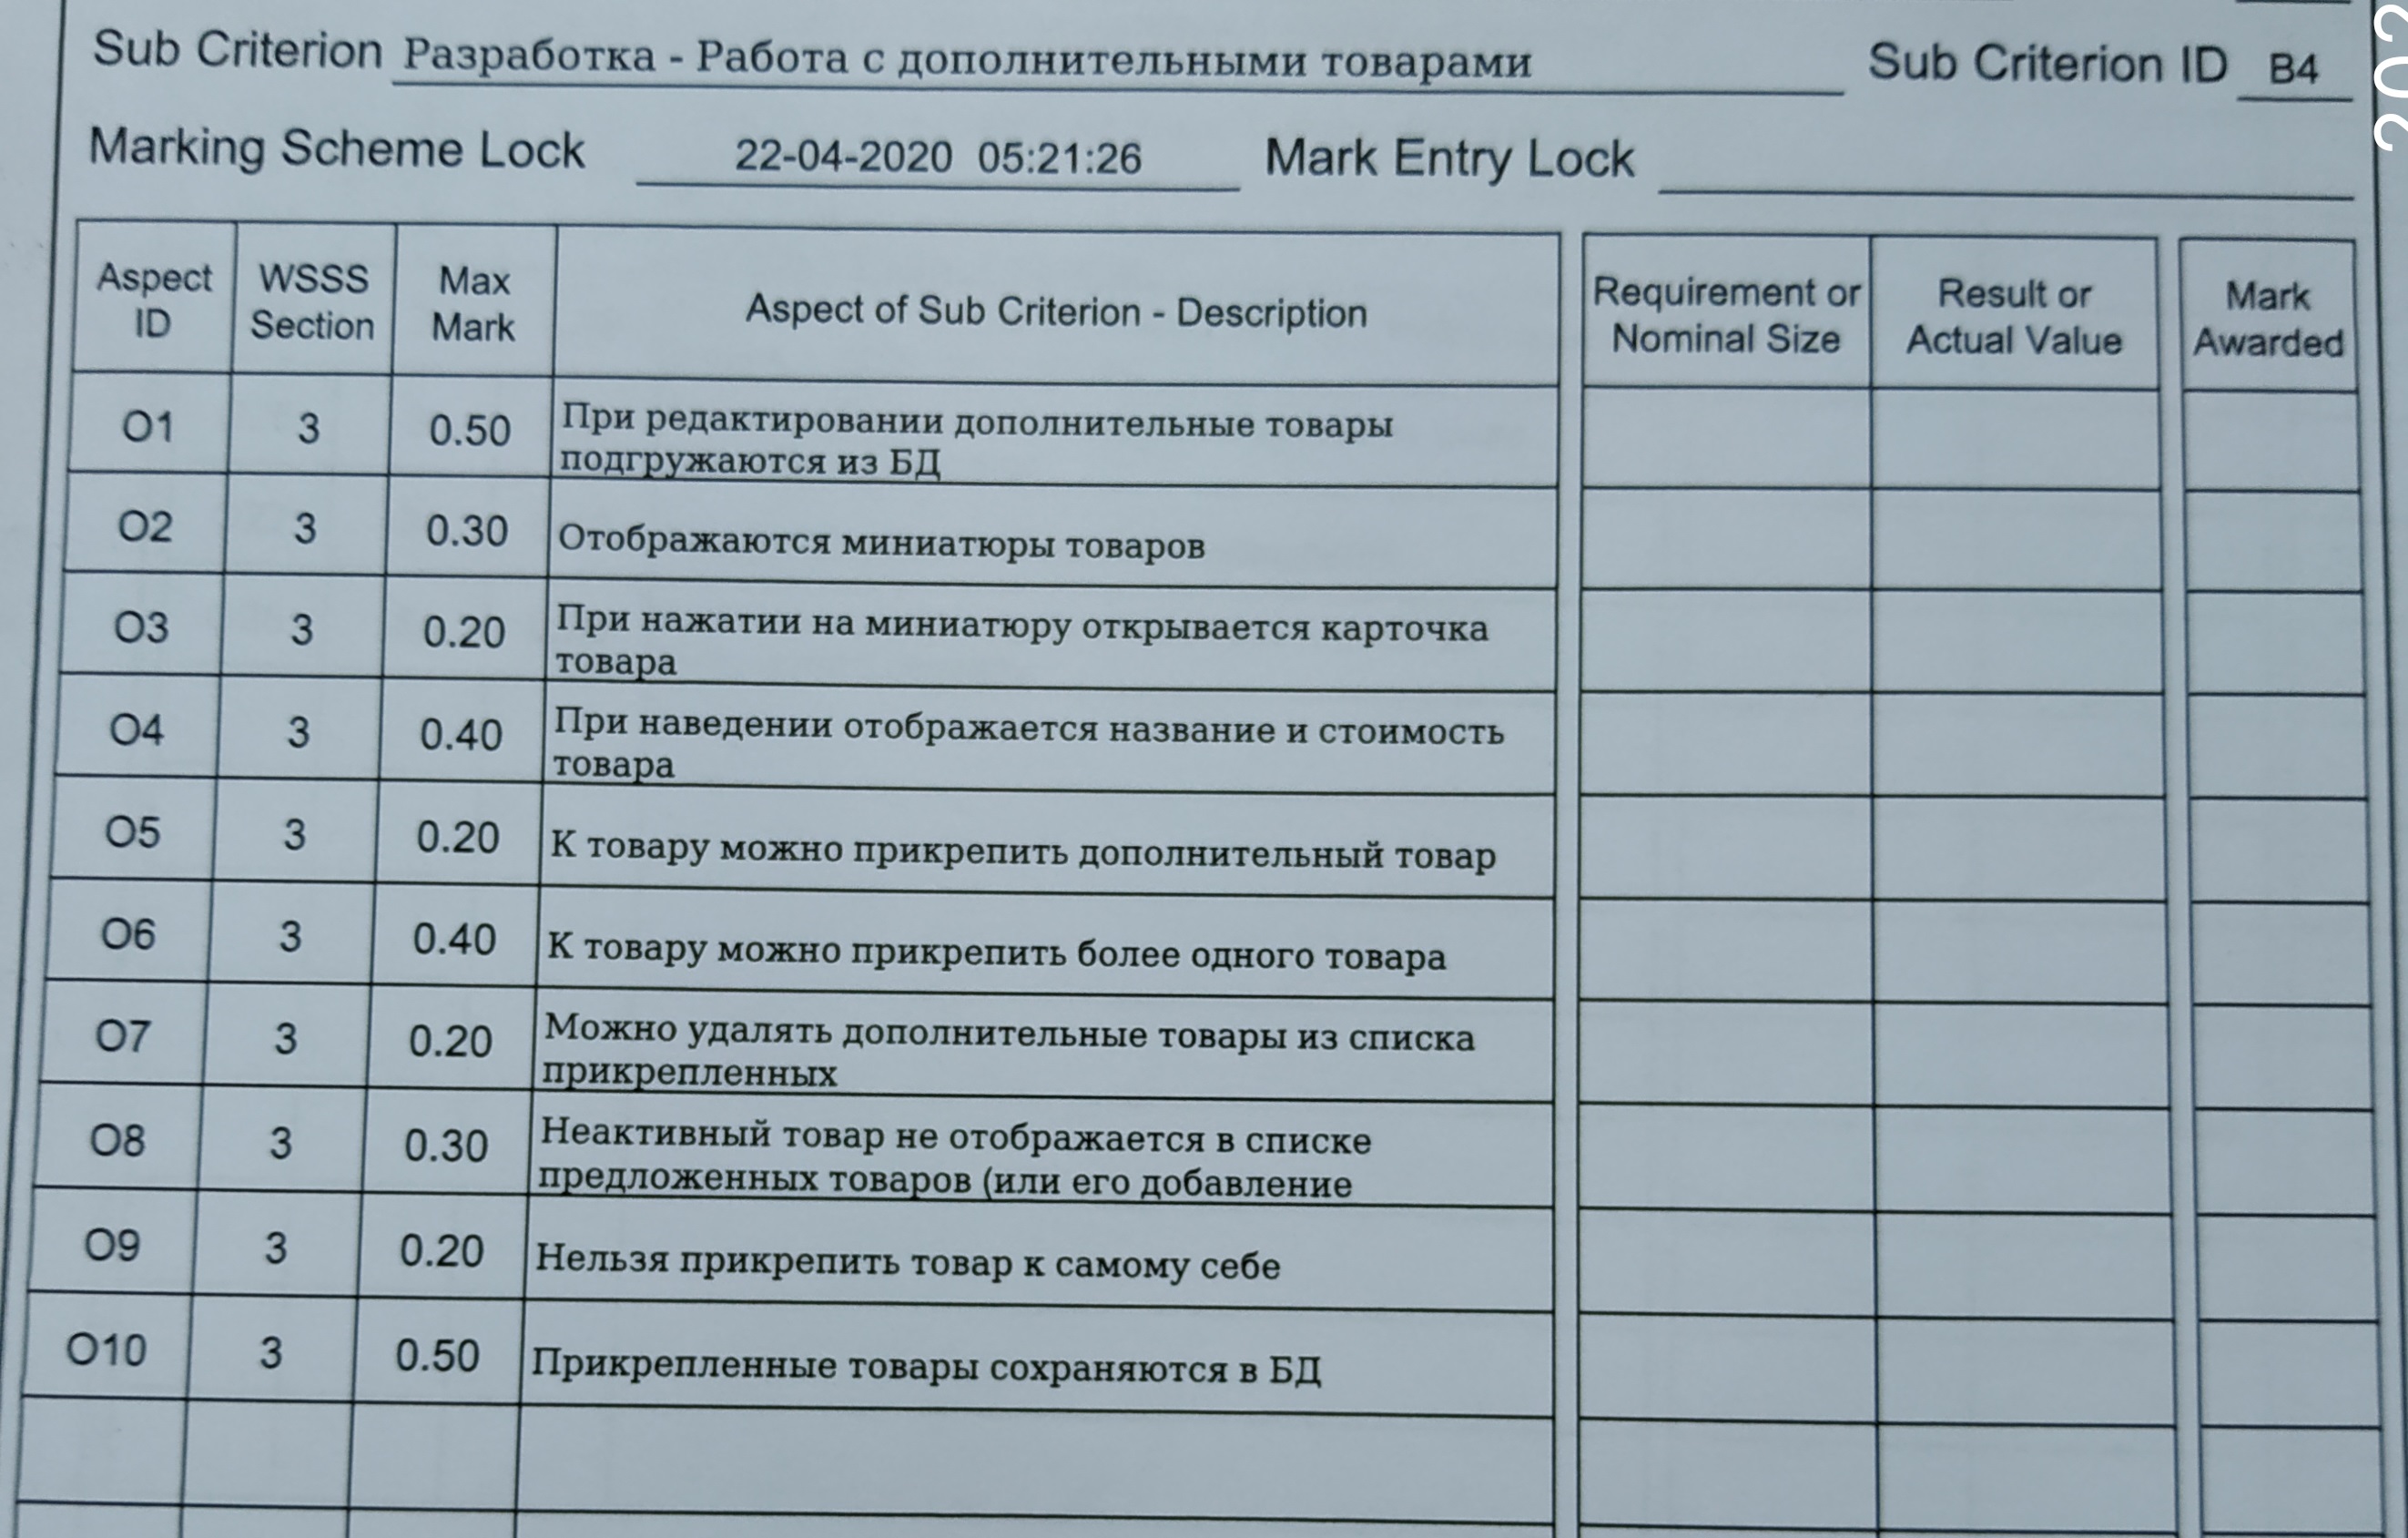 Sub Criterion Разработка - Работа с дополнительными товарами Sub Criterion ID B4
Marking Scheme Lock 22-04-2020 05:21:26 Mark Entry Lock
Aspect ID WSSS Section Max Mark Aspect of Sub Criterion - Description Requirement or Nominal Size Result or Actual Value Mark Awarded
O1 3 0.50 При редактировании дополнительные товары
подгружаются из БД
O2 3 0.30 Отображаются миниатюры товаров
O3 3 0.20 При нажатии на миниатюру открывается карточка
товара
O4 3 0.40 При наведении отображается название и стоимость
товара
O5 3 0.20 К товару можно прикрепить дополнительный товар
O6 3 0.40 К товару можно прикрепить более одного товара
O7 3 0.20 Можно удалять дополнительные товары из списка
прикрепленных
O8 3 0.30 Неактивный товар не отображается в списке
предложенных товаров (или его добавление
O9 3 0.20 Нельзя прикрепить товар к самому себе
O10 3 0.50 Прикрепленные товары сохраняются в БД